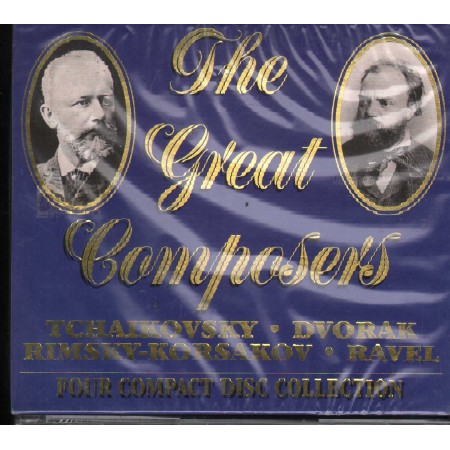 The
Great
Composers
TCHAIKOVSKY • DVORAK
RIMSKY-KORSAKOV • RAVEL
FOUR COMPACT DISC COLLECTION